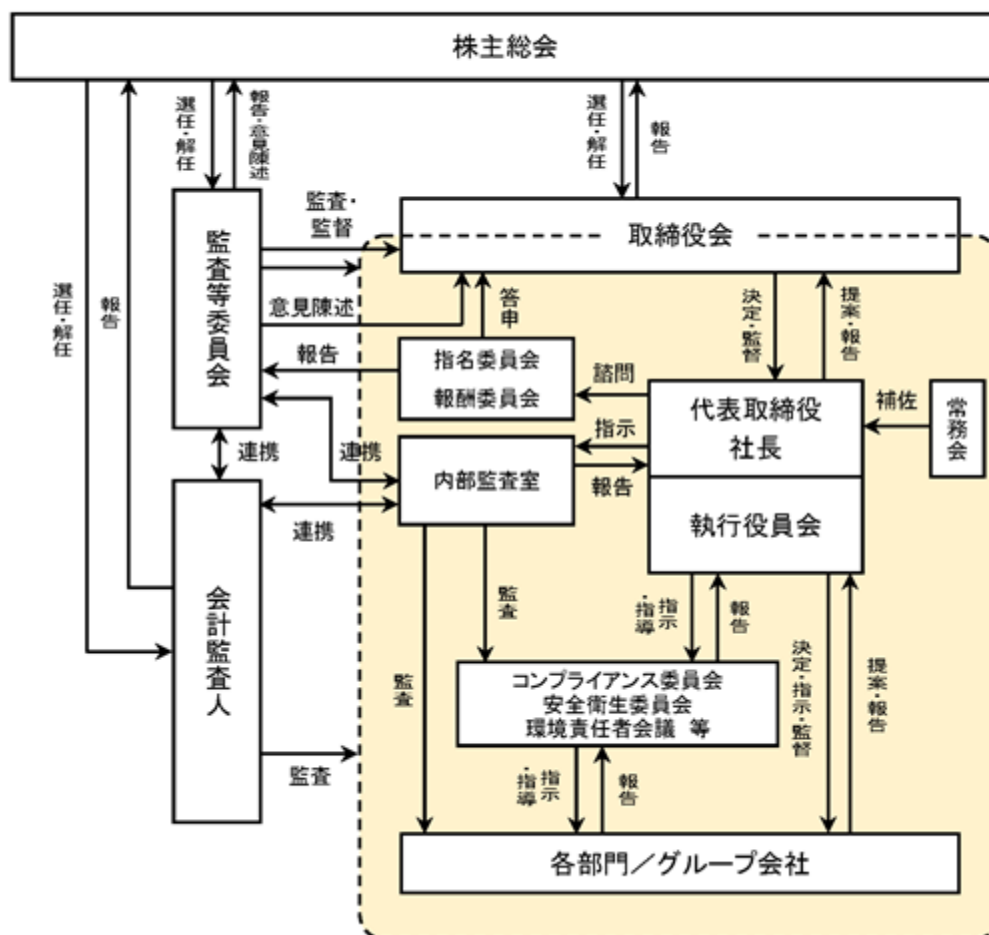 株主総会
選任・解任
報告
選任・解任
報告・意見陳述
選任・解任
報告
監査等委員会
監査・
監督
取締役会
意見陳述
答申
決定・監督
提案・報告
報告
指名委員会
報酬委員会
諮問
代表取締役
社長
補佐
常務会
指示
報告
連携
連携
内部監査室
連携
執行役員会
会計監査人
監査
監査
監査
指示
・指導
報告
決定・指示・監督
提案・報告
コンプライアンス委員会
安全衛生委員会
環境責任者会議 等
監査
指示
・指導
報告
各部門／グループ会社